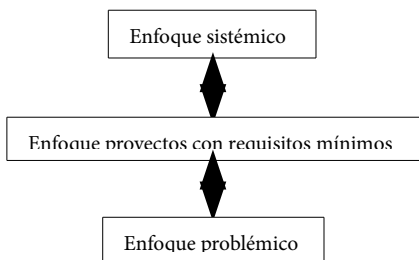 Enfoque sistémico
Enfoque proyectos con requisitos mínimos
Enfoque problémico